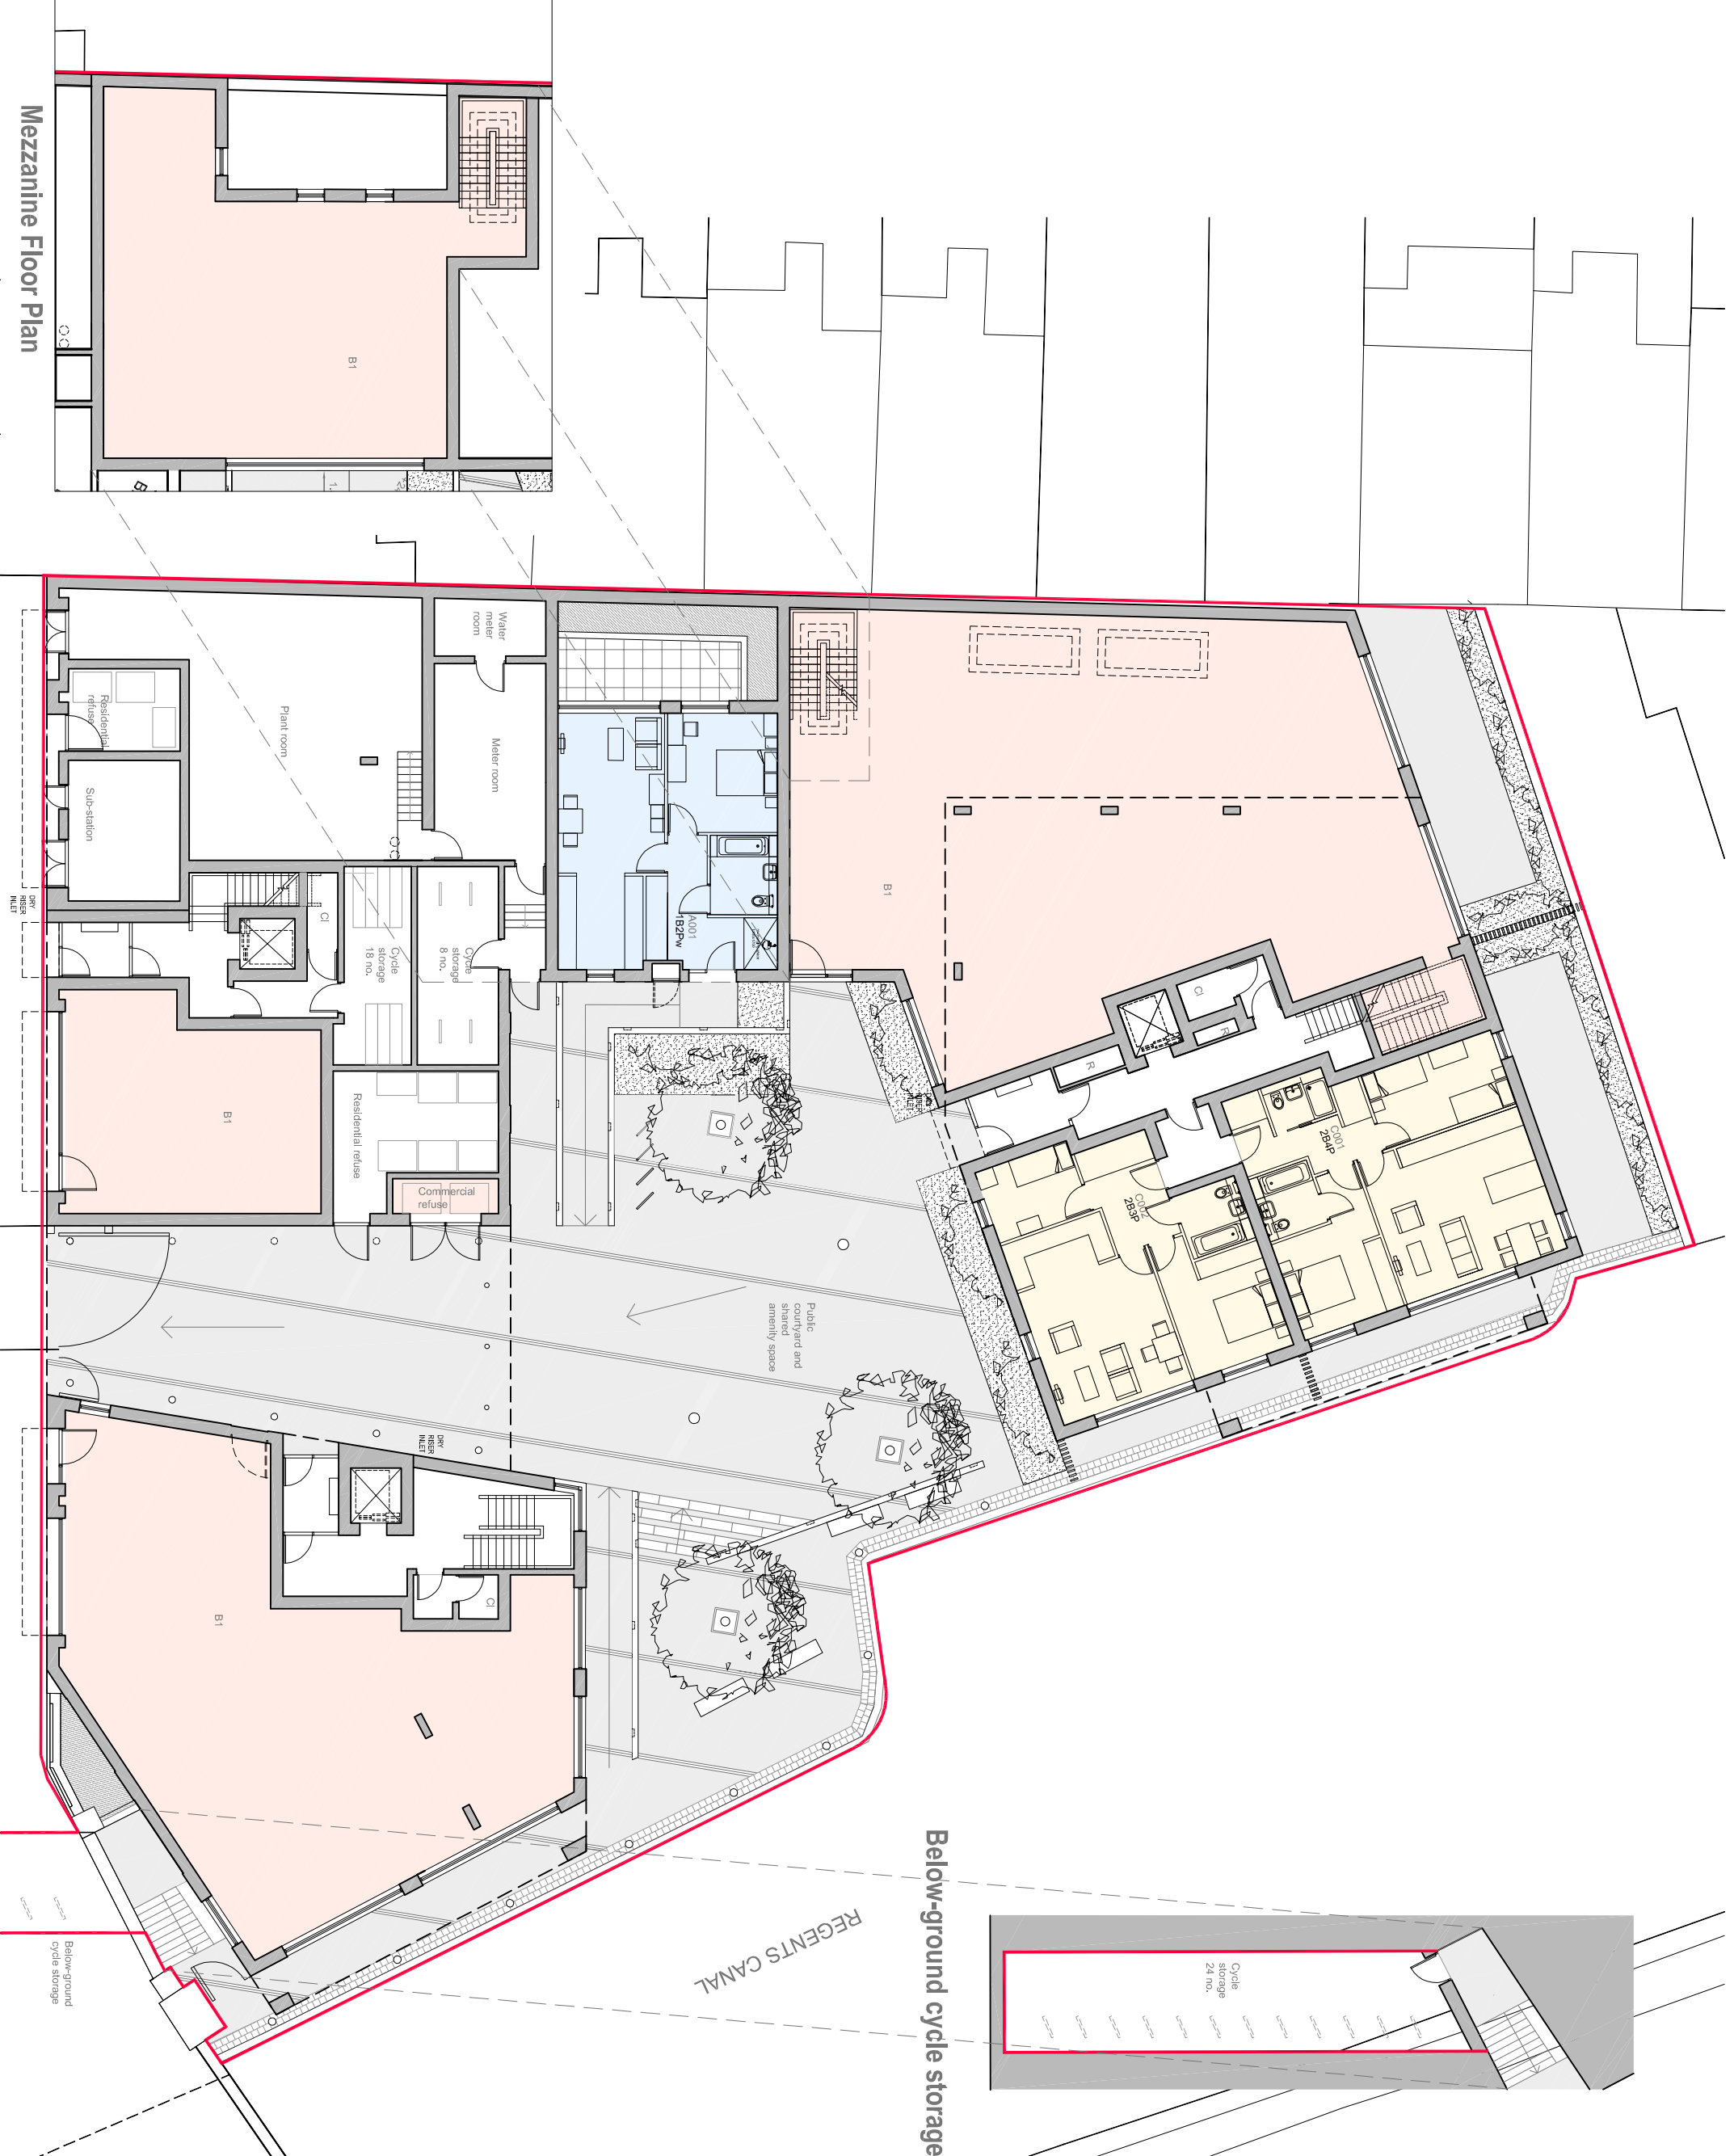 Mezzanine Floor Plan
B1
Water
meter
room
Residential
refuse
Plant room
Meter room
Sub-station
DRY
RISER
INLET
Cl
Cycle
storage
18 no.
Cycle
storage
8 no.
A001
1B2Pw
B1
Cl
R
R
DRY
RISER
INLET
C001
2B4P
C002
2B3P
B1
Residential refuse
Commercial
refuse
Public
courtyard and
shared
amenity space
DRY
RISER
INLET
Cl
B1
REGENTS CANAL
Below-ground
cycle storage
Below-ground cycle storage
Cycle
storage
24 no.